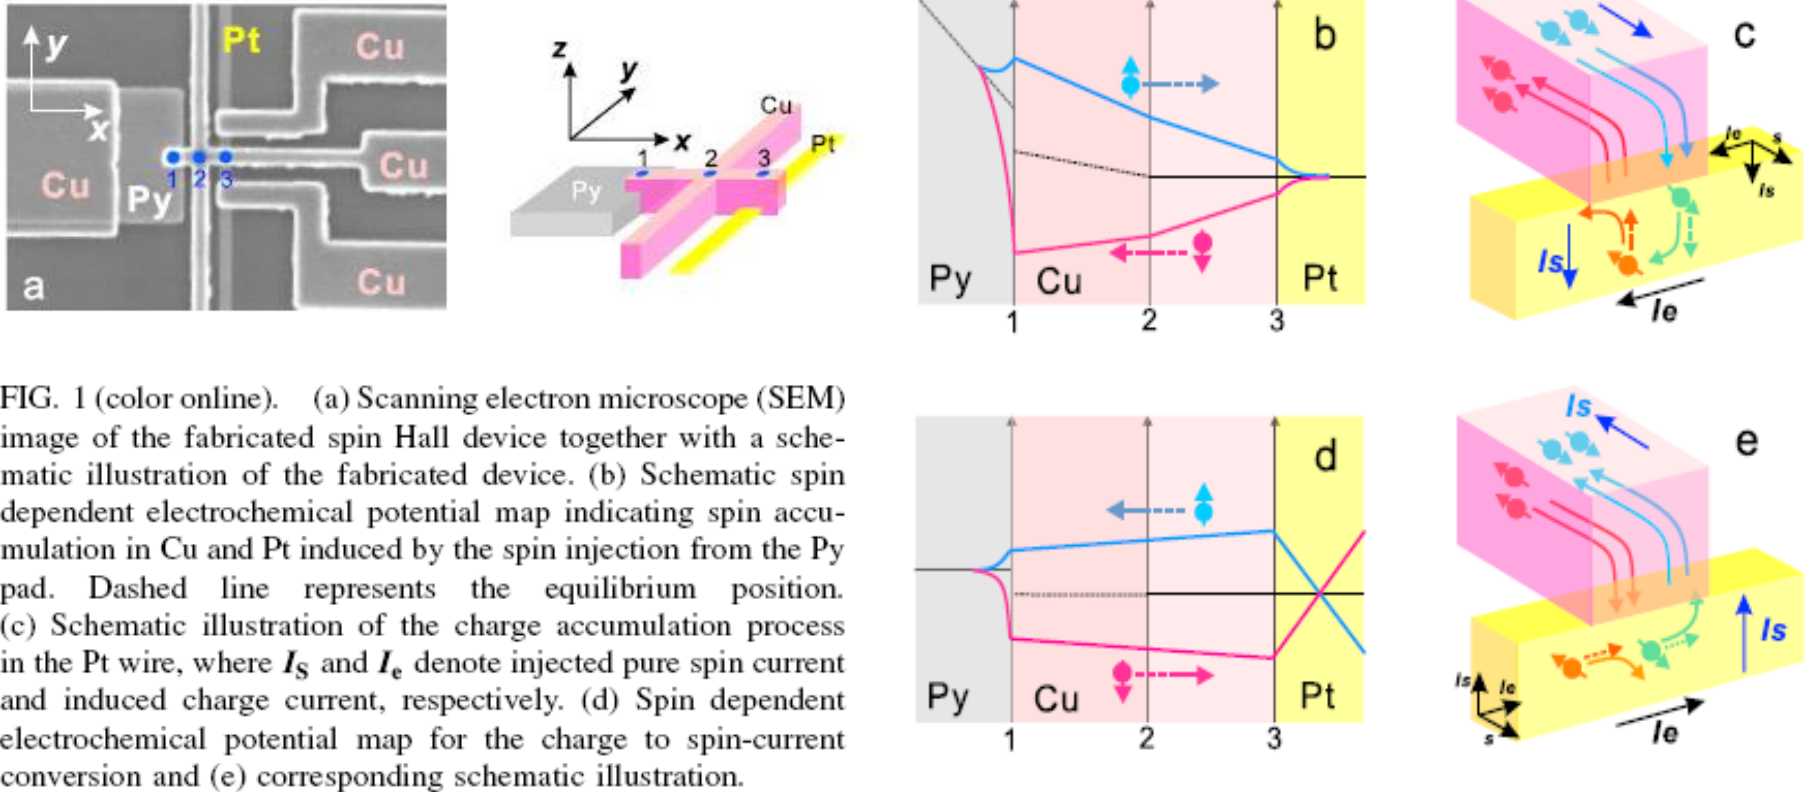 y
x
Pt
Cu
Cu
Cu
Cu
Py
1 2 3
a
z
y
x
Cu
Pt
Py
1 2 3
b
Py Cu Pt
1 2 3
c
Ie s
Is
Is
Ie
FIG. 1 (color online). (a) Scanning electron microscope (SEM)
image of the fabricated spin Hall device together with a sche-
matic illustration of the fabricated device. (b) Schematic spin
dependent electrochemical potential map indicating spin accu-
mulation in Cu and Pt induced by the spin injection from the Py
pad. Dashed line represents the equilibrium position.
(c) Schematic illustration of the charge accumulation process
in the Pt wire, where IS and Ie denote injected pure spin current
and induced charge current, respectively. (d) Spin dependent
electrochemical potential map for the charge to spin-current
conversion and (e) corresponding schematic illustration.
d
Py Cu Pt
1 2 3
Is
e
Is
Is Ie
s
Ie